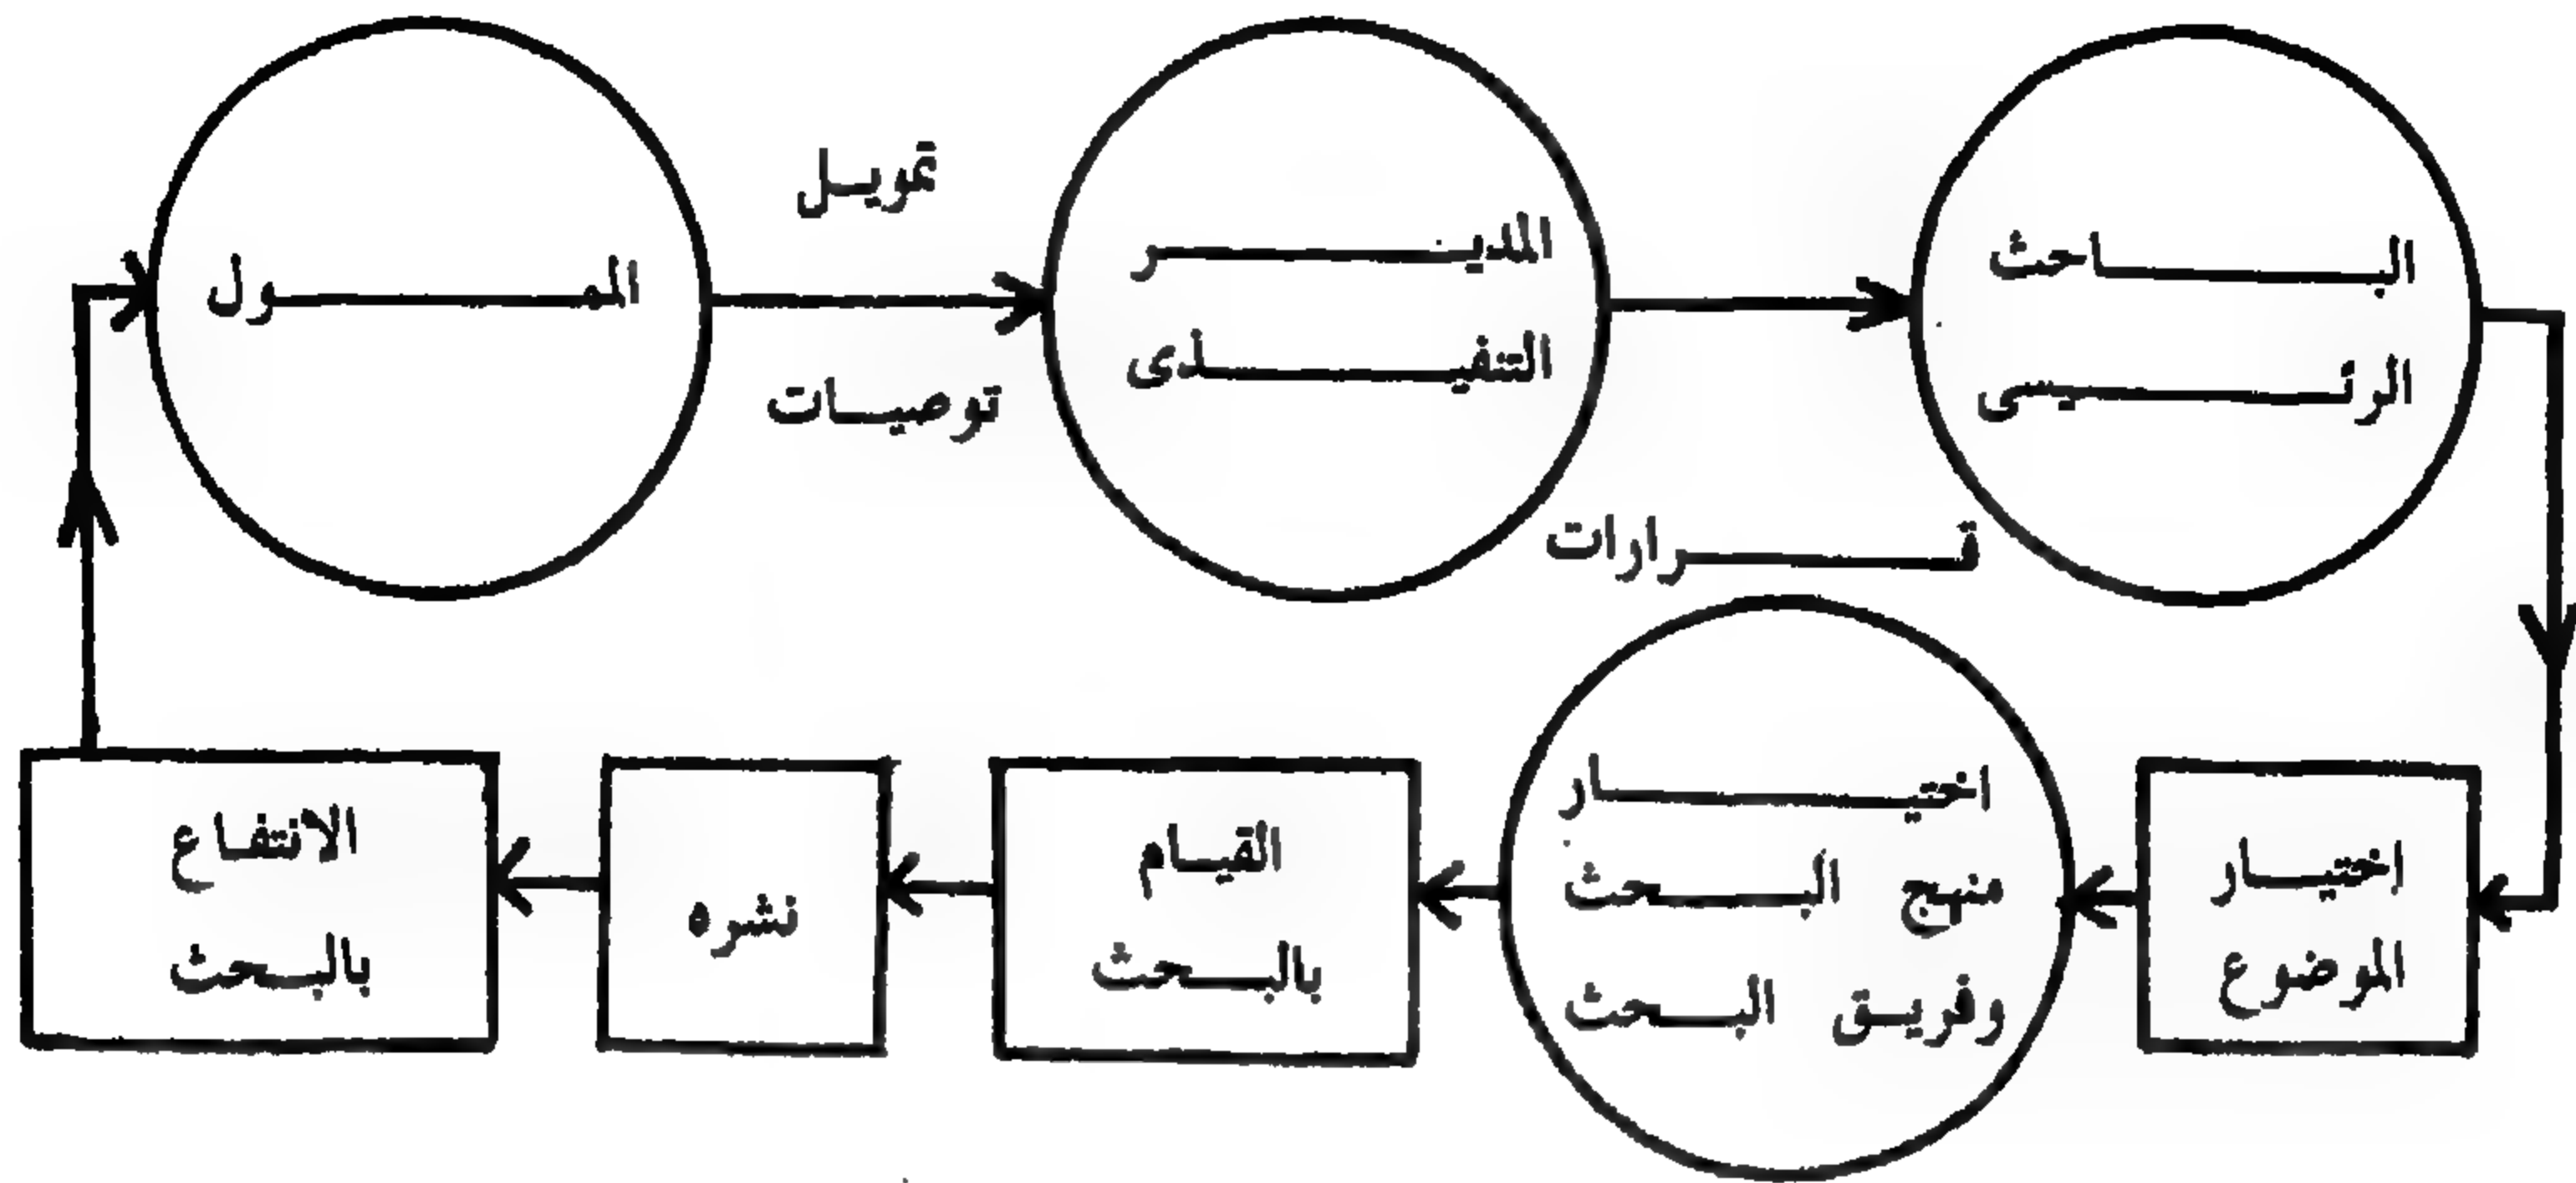 الممول
تمويل
توصيات
المدير
التنفيذى
قرارات
الباحث
الرئيسى
اختيار
الموضوع
اختيار
منهج البحث
وفريق البحث
القيام
بالبحث
نشره
الانتفاع
بالبحث